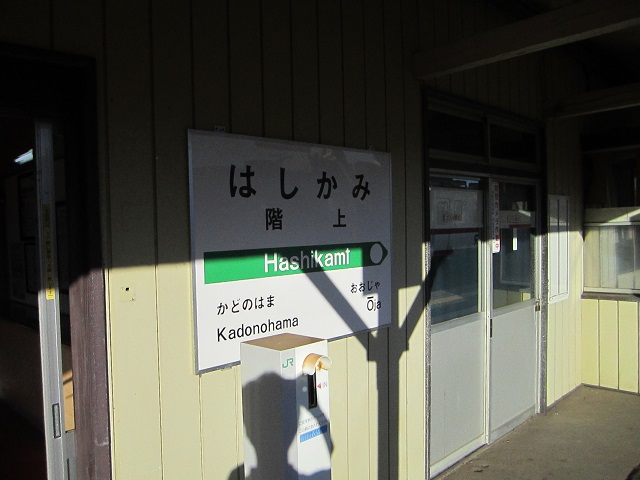 はしかみ
階上
Hashikami
かどのはま
Kadonohama
おおじゃ
Ōja
JR
IN